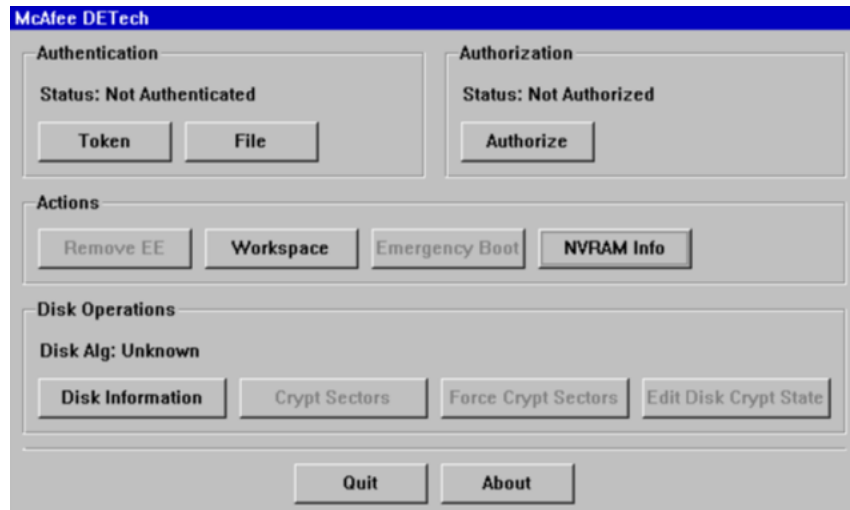 McAfee DETech
Authentication
Authorization
Status: Not Authenticated
Status: Not Authorized
Token
File
Authorize
Actions
Remove EE
Workspace
Emergency Boot
NVRAM Info
Disk Operations
Disk Alg: Unknown
Disk Information
Crypt Sectors
Force Crypt Sectors
Edit Disk Crypt State
Quit
About